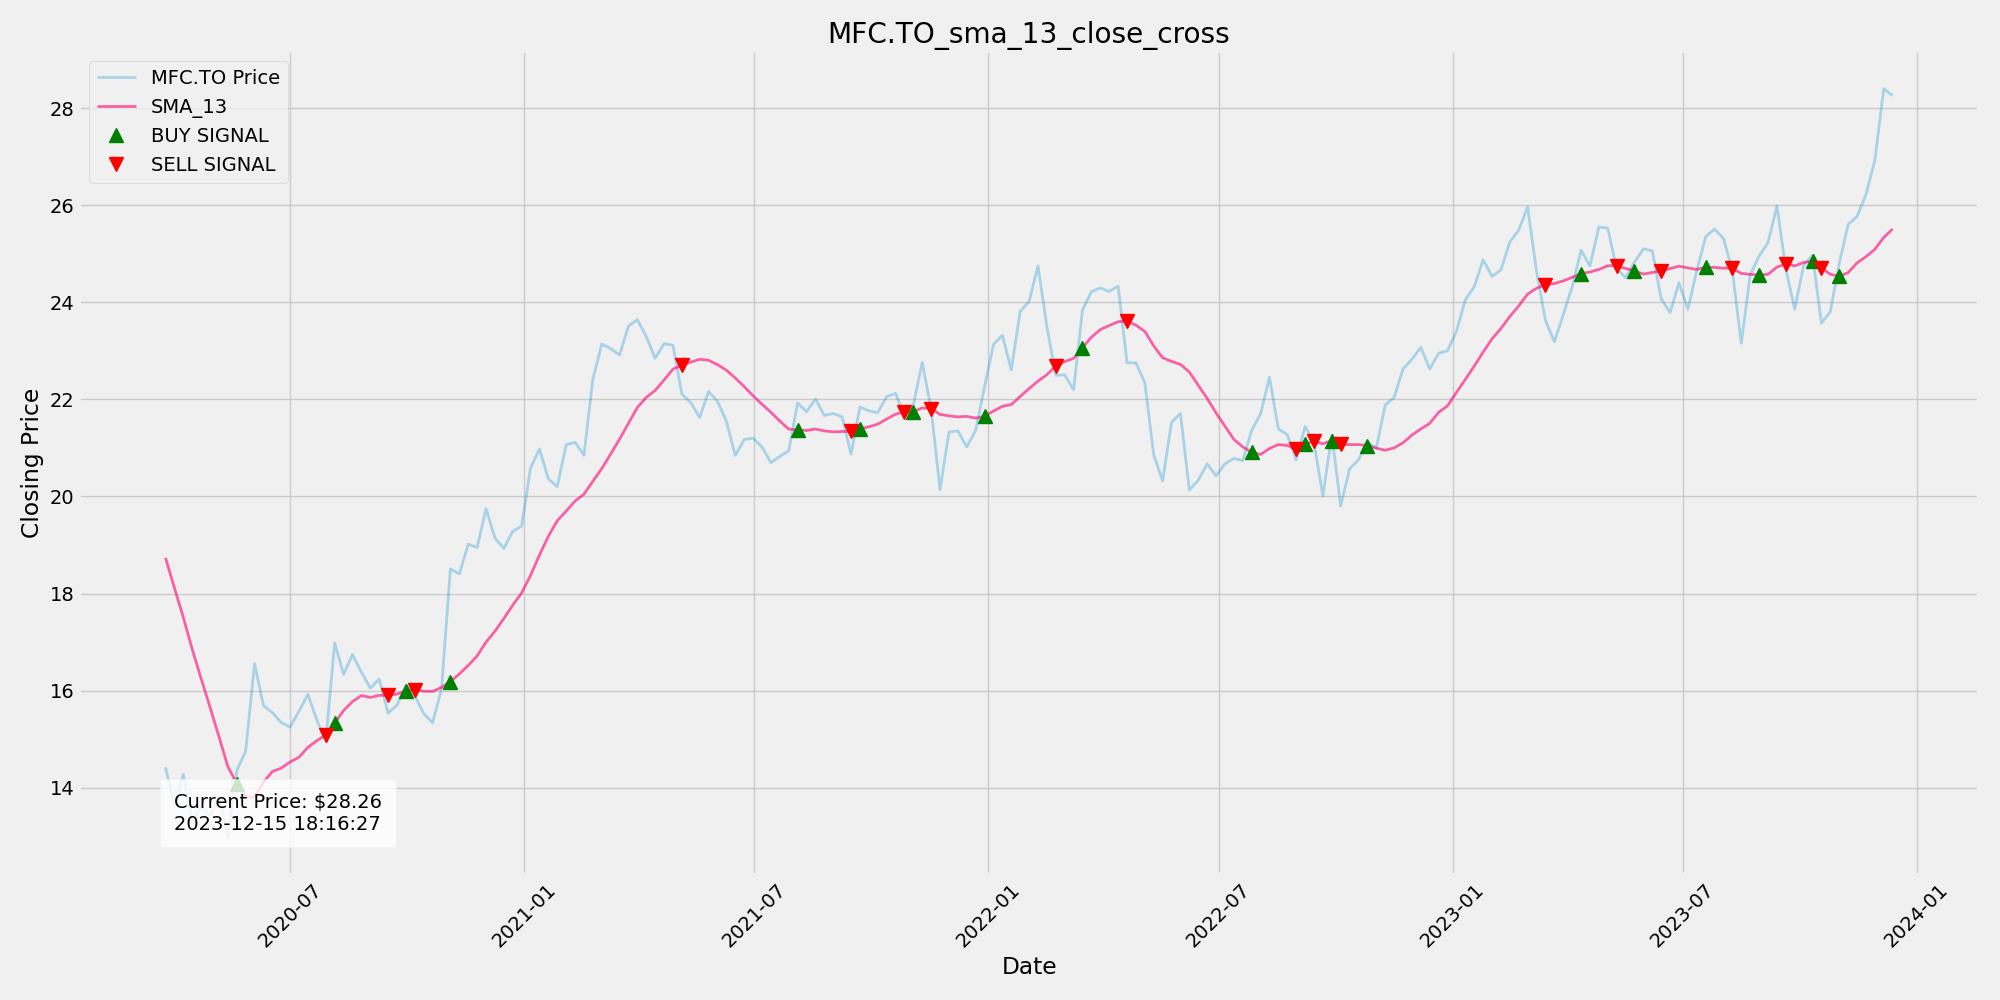 MFC.TO_sma_13_close_cross
MFC.TO Price
SMA_13
BUY SIGNAL
SELL SIGNAL
Closing Price
28
26
24
22
20
18
16
14
Current Price: $28.26
2023-12-15 18:16:27
2020-07
2021-01
2021-07
2022-01
2022-07
2023-01
2023-07
2024-01
Date